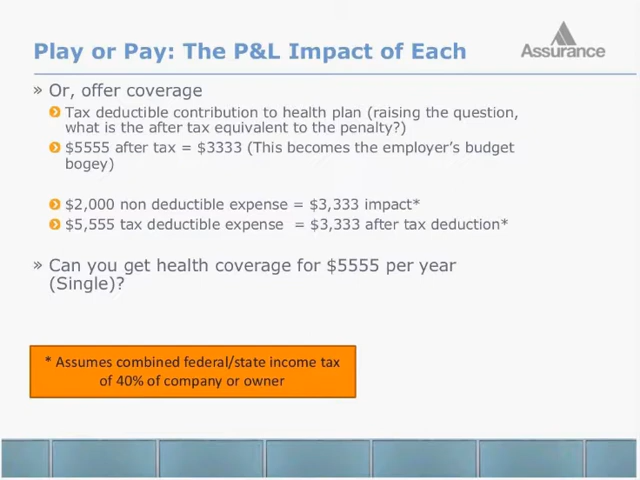 Play or Pay: The P&L Impact of Each
Assurance
» Or, offer coverage
Tax deductible contribution to health plan (raising the question,
what is the after tax equivalent to the penalty?)
$5555 after tax = $3333 (This becomes the employer's budget
bogey)
$2,000 non deductible expense = $3,333 impact*
$5,555 tax deductible expense = $3,333 after tax deduction*
» Can you get health coverage for $5555 per year
(Single)?
* Assumes combined federal/state income tax
of 40% of company or owner